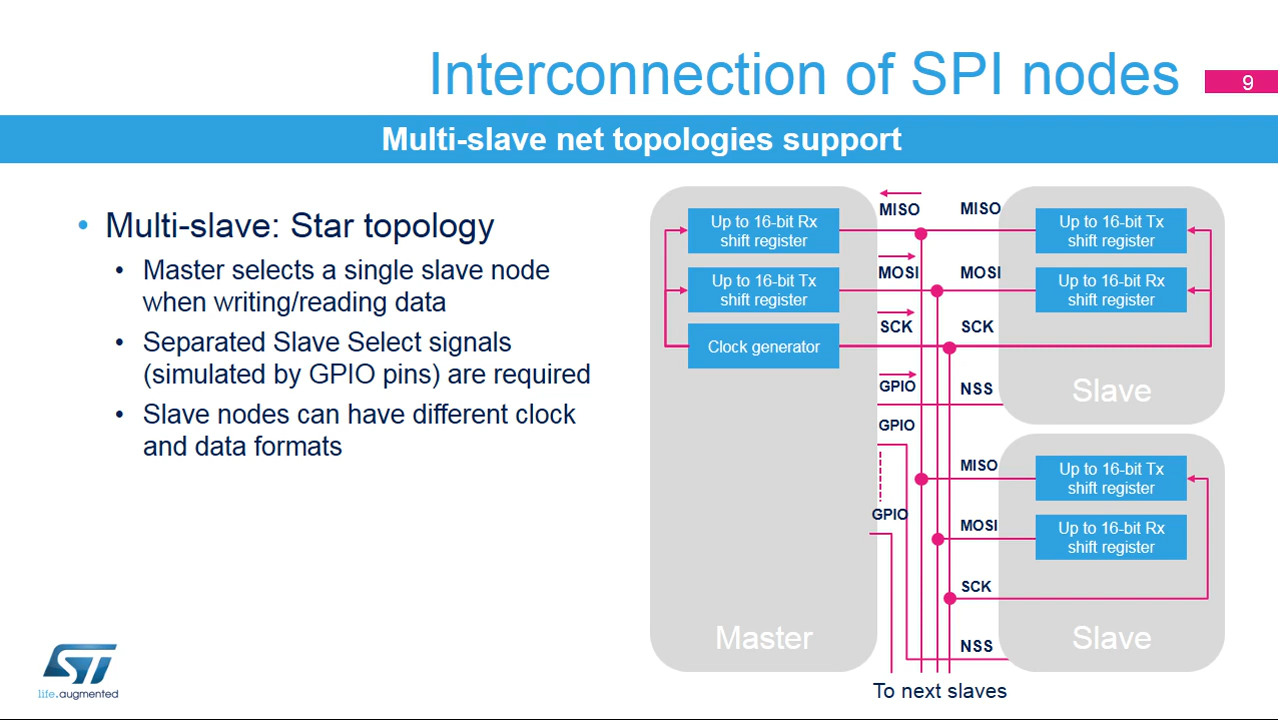 Interconnection of SPI nodes
9
Multi-slave net topologies support
• Multi-slave: Star topology
• Master selects a single slave node
when writing/reading data
• Separated Slave Select signals
(simulated by GPIO pins) are required
• Slave nodes can have different clock
and data formats
Up to 16-bit Rx
shift register
Up to 16-bit Tx
shift register
Clock generator
Master
MISO
MOSI
SCK
GPIO
GPIO
GPIO
MISO
MOSI
SCK
NSS
Up to 16-bit Tx
shift register
Up to 16-bit Rx
shift register
Slave
MISO
MOSI
SCK
NSS
Up to 16-bit Tx
shift register
Up to 16-bit Rx
shift register
Slave
To next slaves
ST
life.augmented